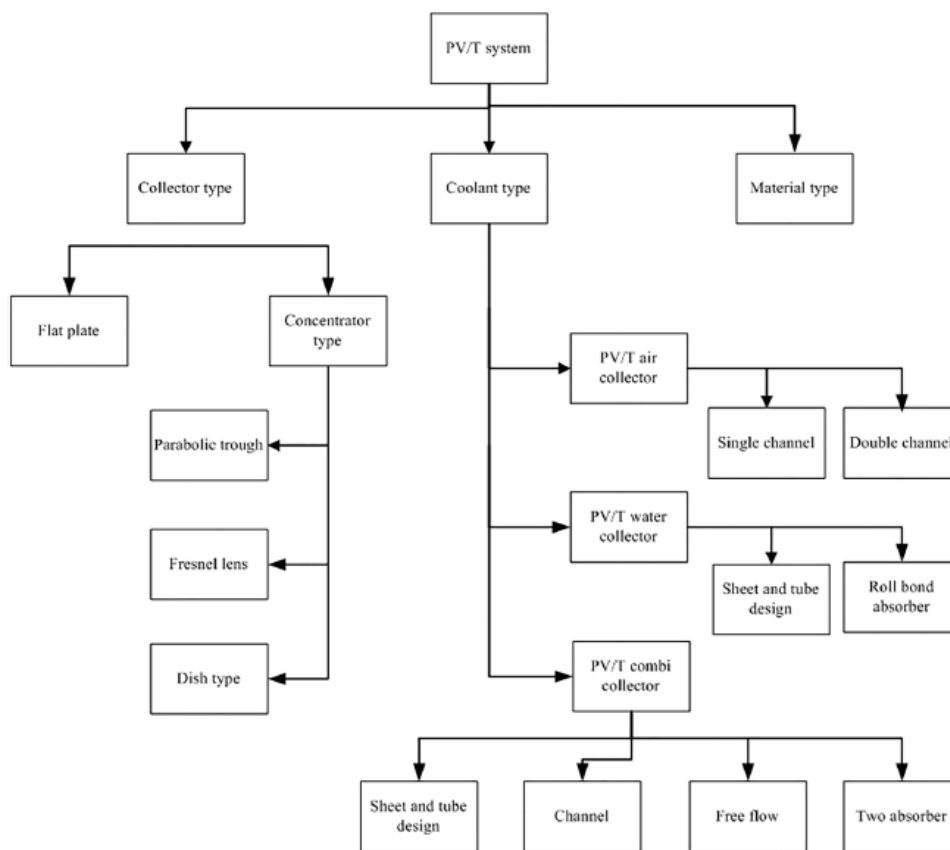 PV/T system
Collector type
Coolant type
Material type
Flat plate
Concentrator
type
PV/T air
collector
Parabolic trough
Single channel
Double channel
PV/T water
collector
Fresnel lens
Sheet and tube
design
Roll bond
absorber
Dish type
PV/T combi
collector
Sheet and tube
design
Channel
Free flow
Two absorber